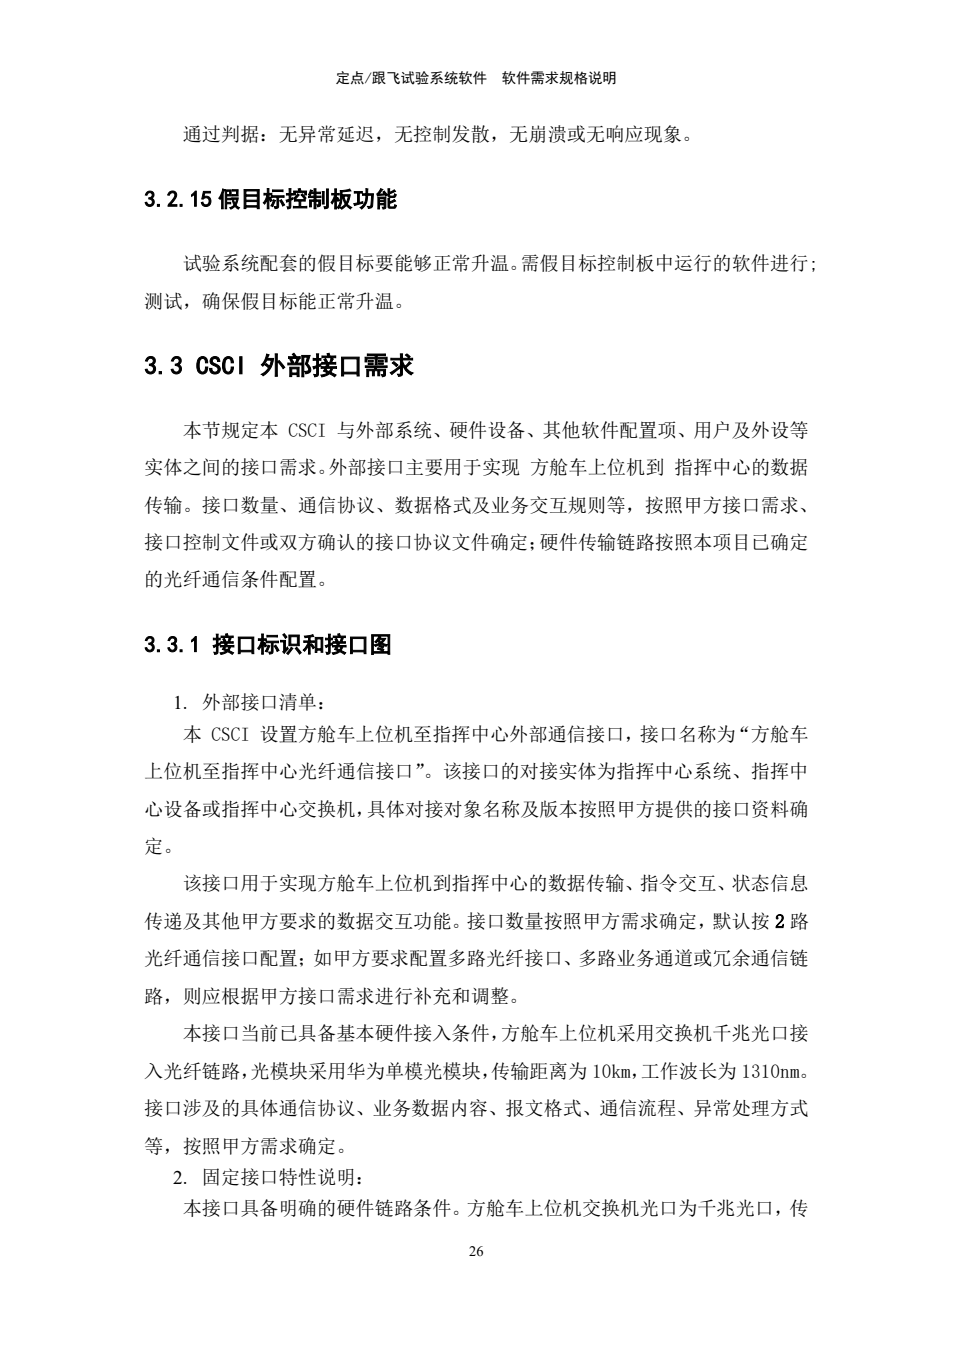 定点/跟飞试验系统软件　软件需求规格说明
通过判据：无异常延迟，无控制发散，无崩溃或无响应现象。
3.2.15 假目标控制板功能
试验系统配套的假目标要能够正常升温。需假目标控制板中运行的软件进行;
测试，确保假目标能正常升温。
3.3 CSCI 外部接口需求
本节规定本 CSCI 与外部系统、硬件设备、其他软件配置项、用户及外设等
实体之间的接口需求。外部接口主要用于实现 方舱车上位机到 指挥中心的数据
传输。接口数量、通信协议、数据格式及业务交互规则等，按照甲方接口需求、
接口控制文件或双方确认的接口协议文件确定；硬件传输链路按照本项目已确定
的光纤通信条件配置。
3.3.1 接口标识和接口图
1. 外部接口清单：
本 CSCI 设置方舱车上位机至指挥中心外部通信接口，接口名称为“方舱车
上位机至指挥中心光纤通信接口”。该接口的对接实体为指挥中心系统、指挥中
心设备或指挥中心交换机，具体对接对象名称及版本按照甲方提供的接口资料确
定。
该接口用于实现方舱车上位机到指挥中心的数据传输、指令交互、状态信息
传递及其他甲方要求的数据交互功能。接口数量按照甲方需求确定，默认按 2 路
光纤通信接口配置；如甲方要求配置多路光纤接口、多路业务通道或冗余通信链
路，则应根据甲方接口需求进行补充和调整。
本接口当前已具备基本硬件接入条件，方舱车上位机采用交换机千兆光口接
入光纤链路，光模块采用华为单模光模块，传输距离为 10km，工作波长为 1310nm。
接口涉及的具体通信协议、业务数据内容、报文格式、通信流程、异常处理方式
等，按照甲方需求确定。
2. 固定接口特性说明：
本接口具备明确的硬件链路条件。方舱车上位机交换机光口为千兆光口，传
26